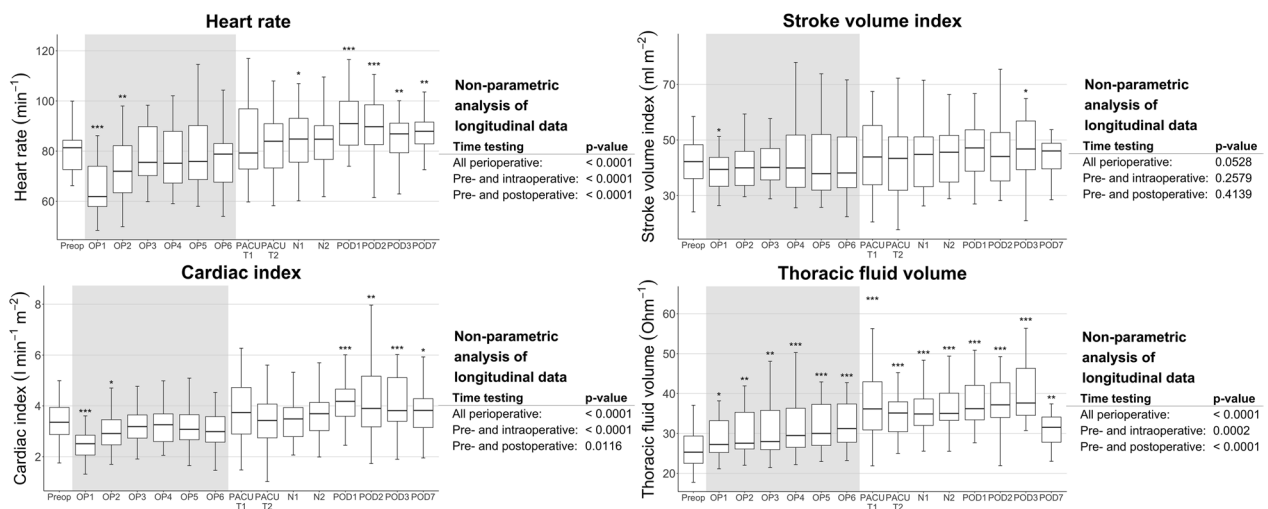 Heart rate
Heart rate (min−1)
120
100
80
60
***
**
*
***
***
**
**
Preop OP1 OP2 OP3 OP4 OP5 OP6 PACU T1 PACU T2 N1 N2 POD1 POD2 POD3 POD7
Non-parametric
analysis of
longitudinal data
Time testing p-value
All perioperative: < 0.0001
Pre- and intraoperative: < 0.0001
Pre- and postoperative: < 0.0001
Stroke volume index
Stroke volume index (ml m−2)
70
50
30
*
*
Preop OP1 OP2 OP3 OP4 OP5 OP6 PACU T1 PACU T2 N1 N2 POD1 POD2 POD3 POD7
Non-parametric
analysis of
longitudinal data
Time testing p-value
All perioperative: 0.0528
Pre- and intraoperative: 0.2579
Pre- and postoperative: 0.4139
Cardiac index
Cardiac index (l min−1 m−2)
8
6
4
2
***
*
***
**
***
*
Preop OP1 OP2 OP3 OP4 OP5 OP6 PACU T1 PACU T2 N1 N2 POD1 POD2 POD3 POD7
Non-parametric
analysis of
longitudinal data
Time testing p-value
All perioperative: < 0.0001
Pre- and intraoperative: < 0.0001
Pre- and postoperative: 0.0116
Thoracic fluid volume
Thoracic fluid volume (Ohm−1)
60
50
40
30
20
*
**
**
***
***
***
***
***
***
***
***
***
***
**
Preop OP1 OP2 OP3 OP4 OP5 OP6 PACU T1 PACU T2 N1 N2 POD1 POD2 POD3 POD7
Non-parametric
analysis of
longitudinal data
Time testing p-value
All perioperative: < 0.0001
Pre- and intraoperative: 0.0002
Pre- and postoperative: < 0.0001